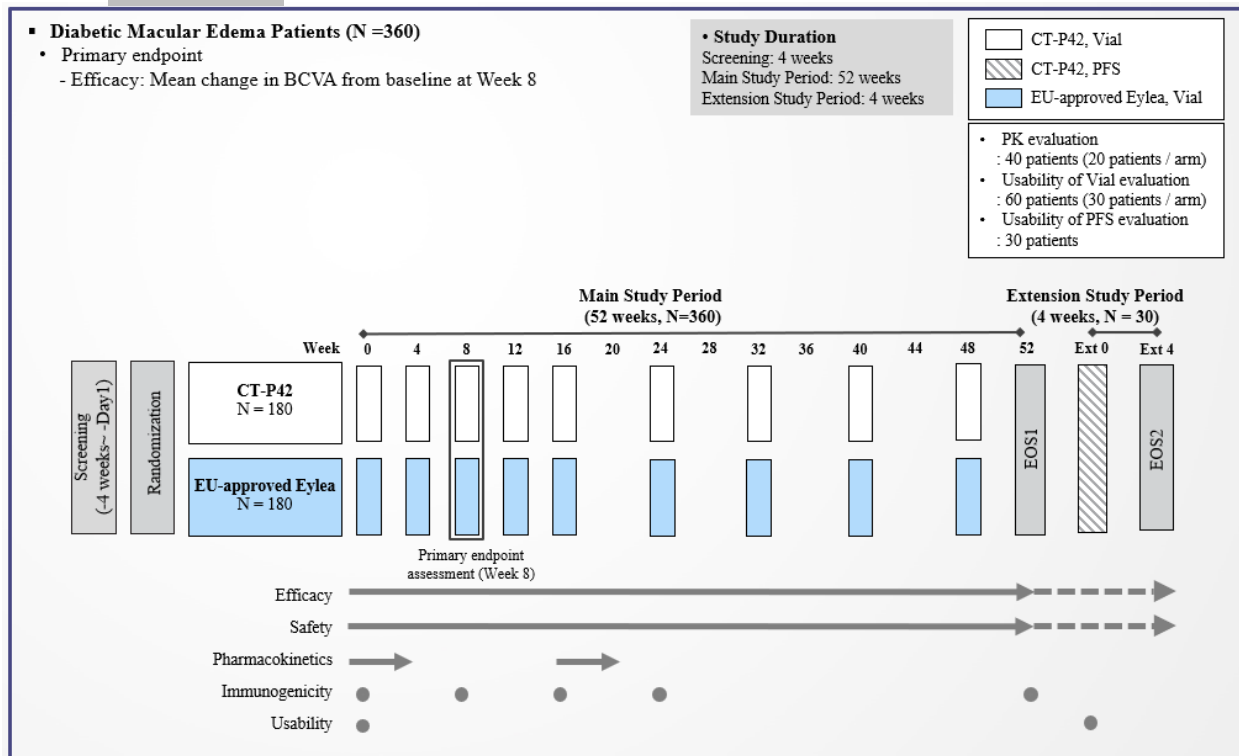 ▪ Diabetic Macular Edema Patients (N =360)
• Primary endpoint
- Efficacy: Mean change in BCVA from baseline at Week 8
• Study Duration
Screening: 4 weeks
Main Study Period: 52 weeks
Extension Study Period: 4 weeks
CT-P42, Vial
CT-P42, PFS
EU-approved Eylea, Vial
• PK evaluation
: 40 patients (20 patients / arm)
• Usability of Vial evaluation
: 60 patients (30 patients / arm)
• Usability of PFS evaluation
: 30 patients
Main Study Period
(52 weeks, N=360)
Extension Study Period
(4 weeks, N = 30)
Week 0 4 8 12 16 20 24 28 32 36 40 44 48 52 Ext 0 Ext 4
Screening
(-4 weeks~ -Day1)
Randomization
CT-P42
N = 180
EU-approved Eylea
N = 180
EOS1
EOS2
Primary endpoint
assessment (Week 8)
Efficacy
Safety
Pharmacokinetics
Immunogenicity
Usability